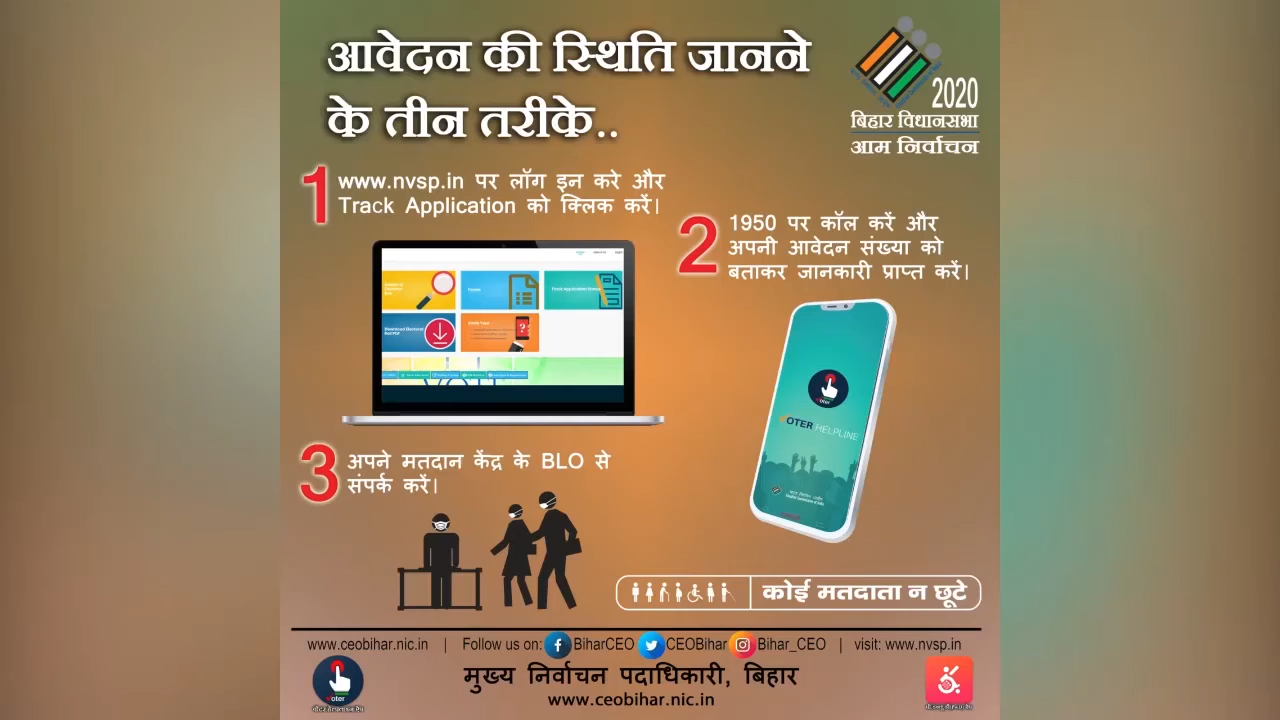 आवेदन की स्थिति जानने
के तीन तरीके..
2020
बिहार विधानसभा
आम निर्वाचन
1 www.nvsp.in पर लॉग इन करे और
Track Application को क्लिक करें।
2 1950 पर कॉल करें और
अपनी आवेदन संख्या को
बताकर जानकारी प्राप्त करें।
VOTER HELPLINE
3 अपने मतदान केंद्र के BLO से
संपर्क करें।
कोई मतदाता न छूटे
www.ceobihar.nic.in | Follow us on: BiharCEO CEOBihar Bihar_CEO | visit: www.nvsp.in
मुख्य निर्वाचन पदाधिकारी, बिहार
www.ceobihar.nic.in